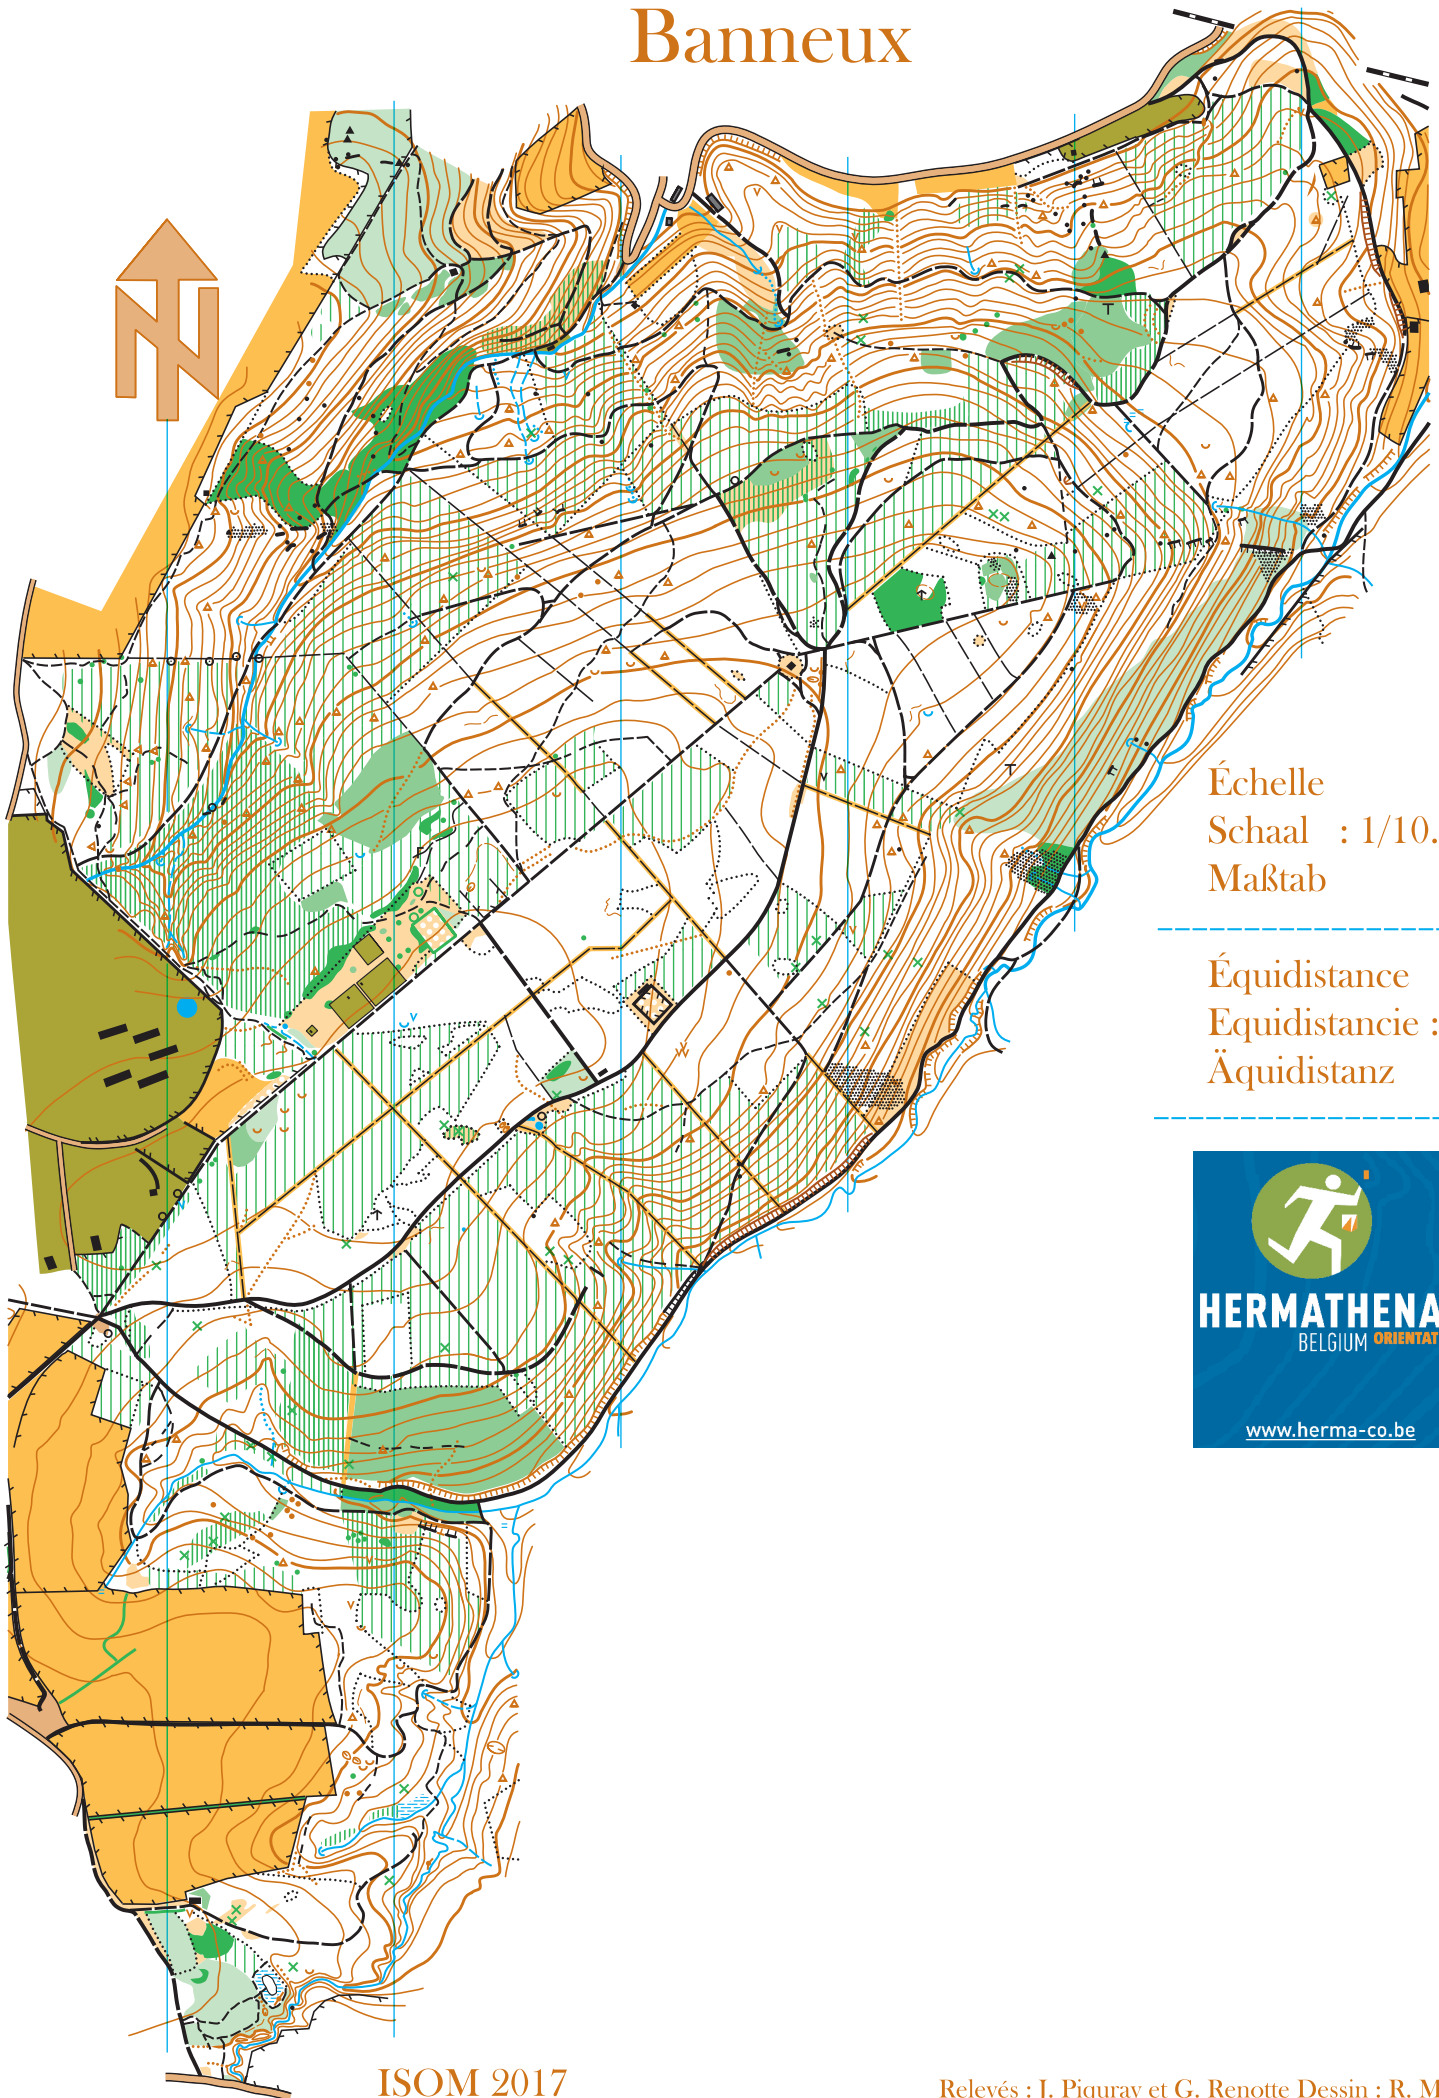 Banneux
N
Échelle
Schaal : 1/10.
Maßtab
Équidistance
Equidistancie :
Äquidistanz
HERMATHENA
BELGIUM ORIENTAT
www.herma-co.be
ISOM 2017
Relevés : J. Piquray et G. Renotte Dessin : R. M